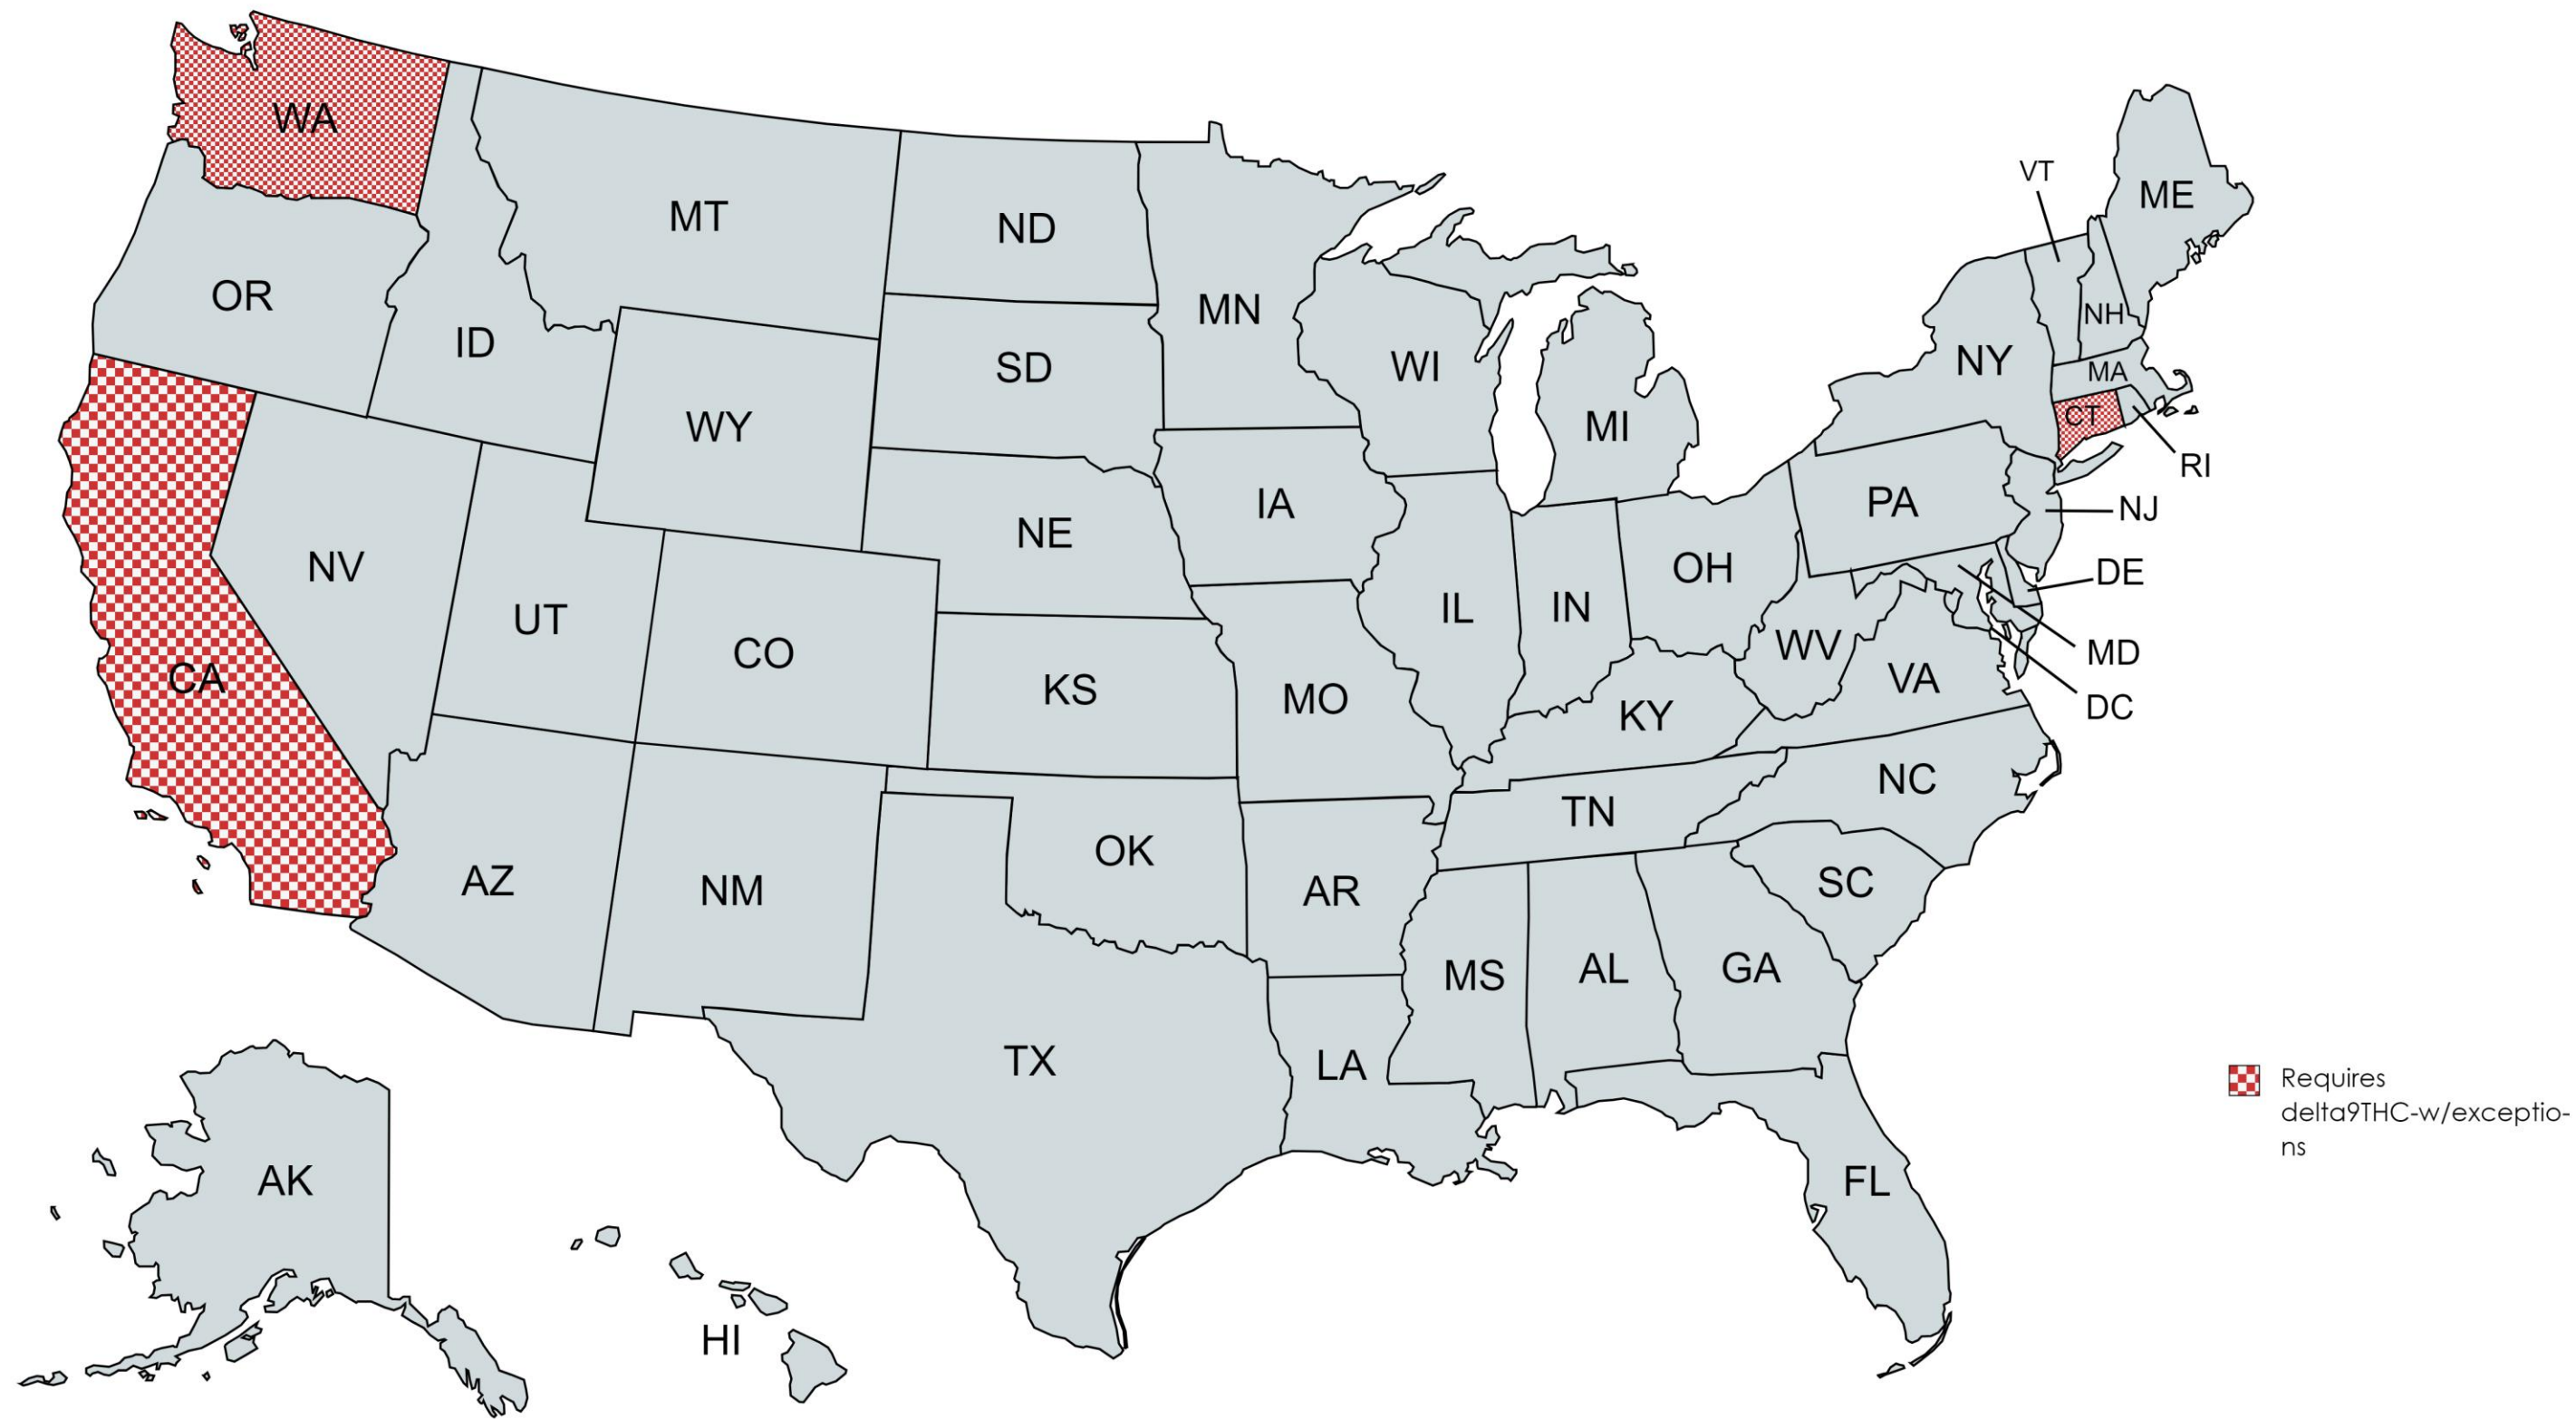 WA
VT
ME
MT
ND
OR
MN
NH
ID
SD
WI
NY
MA
WY
MI
CT
RI
IA
PA
NJ
NE
NV
OH
DE
UT
IL
IN
CO
WV
MD
CA
KS
MO
VA
DC
KY
NC
TN
OK
AZ
NM
AR
SC
MS
AL
GA
TX
LA
Requires
delta9THC-w/exceptio-
ns
AK
FL
HI